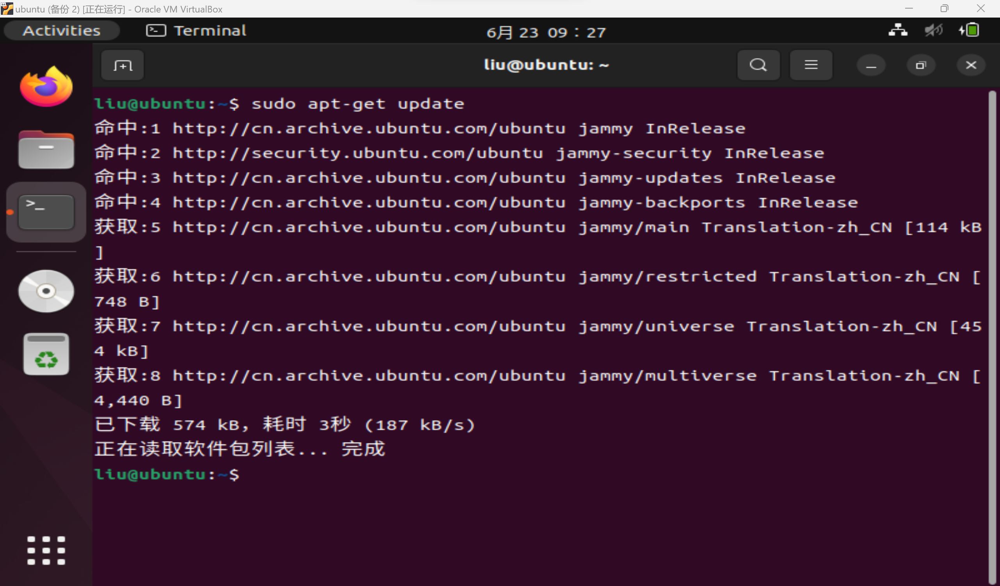 ubuntu (备份 2) [正在运行] - Oracle VM VirtualBox
Activities
Terminal
6月 23 09：27
liu@ubuntu: ~
liu@ubuntu:~$ sudo apt-get update
命中:1 http://cn.archive.ubuntu.com/ubuntu jammy InRelease
命中:2 http://security.ubuntu.com/ubuntu jammy-security InRelease
命中:3 http://cn.archive.ubuntu.com/ubuntu jammy-updates InRelease
命中:4 http://cn.archive.ubuntu.com/ubuntu jammy-backports InRelease
获取:5 http://cn.archive.ubuntu.com/ubuntu jammy/main Translation-zh_CN [114 kB
]
获取:6 http://cn.archive.ubuntu.com/ubuntu jammy/restricted Translation-zh_CN [
748 B]
获取:7 http://cn.archive.ubuntu.com/ubuntu jammy/universe Translation-zh_CN [45
4 kB]
获取:8 http://cn.archive.ubuntu.com/ubuntu jammy/multiverse Translation-zh_CN [
4,440 B]
已下载 574 kB，耗时 3秒 (187 kB/s)
正在读取软件包列表... 完成
liu@ubuntu:~$